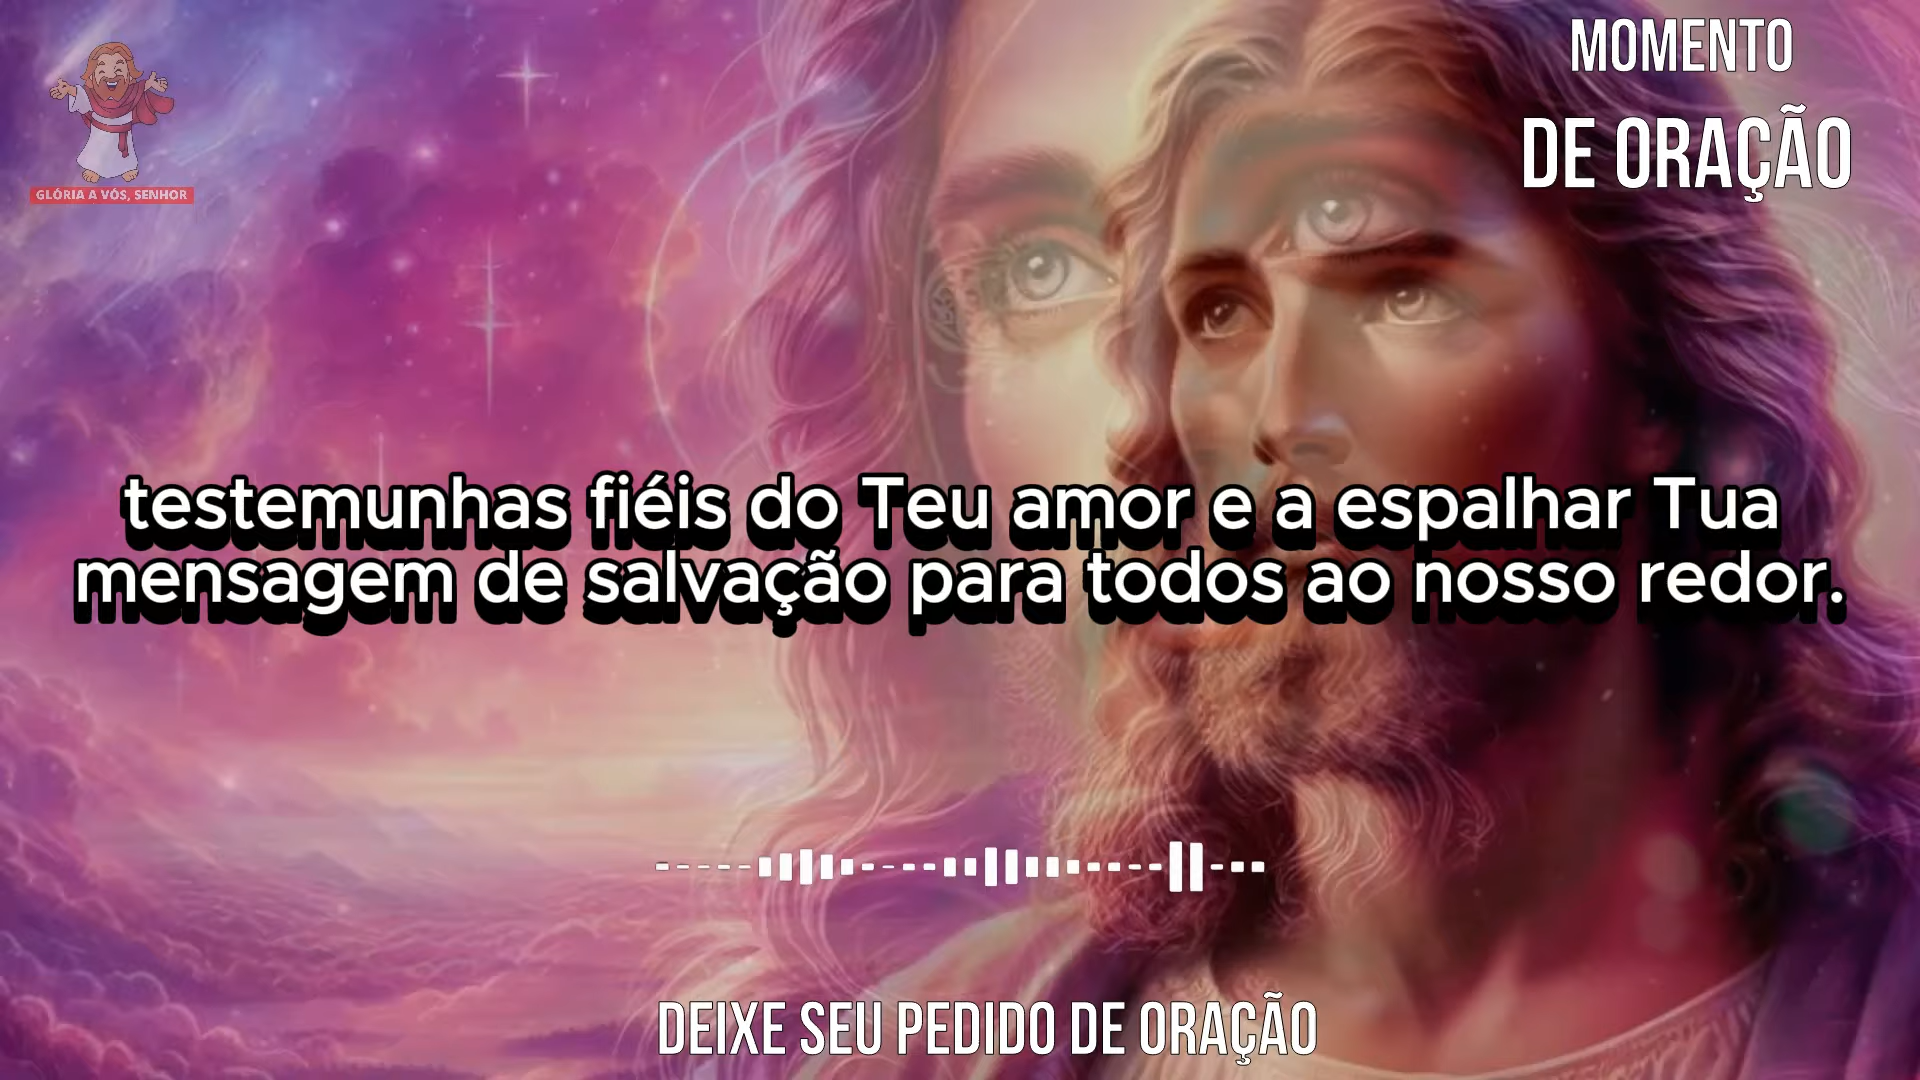 MOMENTO
DE ORAÇÃO
GLÓRIA A VÓS, SENHOR
testemunhas fiéis do Teu amor e a espalhar Tua
mensagem de salvação para todos ao nosso redor.
DEIXE SEU PEDIDO DE ORAÇÃO